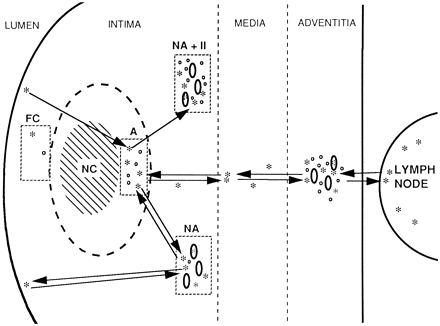 LUMEN INTIMA MEDIA ADVENTITIA
NA + II
FC
A
NC
LYMPH
NODE
NA